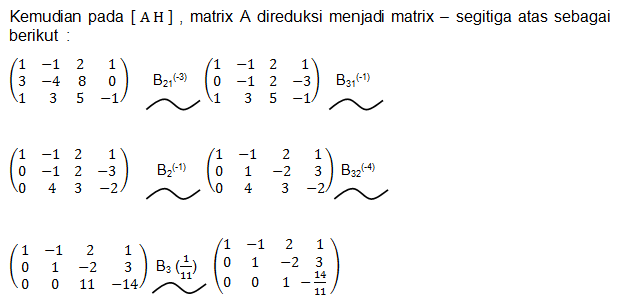 Kemudian pada [ A H ] , matrix A direduksi menjadi matrix – segitiga atas sebagai
berikut :
(1 −1 2 1
3 −4 8 0
1 3 5 −1) B₂₁⁽⁻³⁾ (1 −1 2 1
0 −1 2 −3
1 3 5 −1) B₃₁⁽⁻¹⁾
(1 −1 2 1
0 −1 2 −3
0 4 3 −2) B₂⁽⁻¹⁾ (1 −1 2 1
0 1 −2 3
0 4 3 −2) B₃₂⁽⁻⁴⁾
(1 −1 2 1
0 1 −2 3
0 0 11 −14) B₃ (1/11) (1 −1 2 1
0 1 −2 3
0 0 1 −14/11)